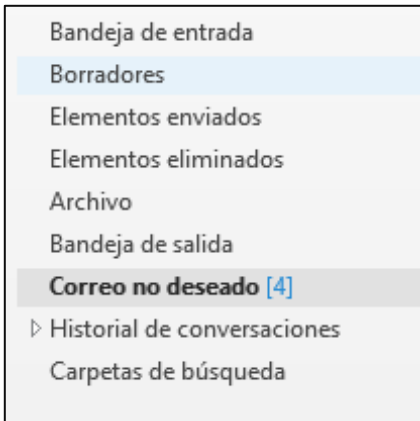 Bandeja de entrada
Borradores
Elementos enviados
Elementos eliminados
Archivo
Bandeja de salida
Correo no deseado [4]
Historial de conversaciones
Carpetas de búsqueda